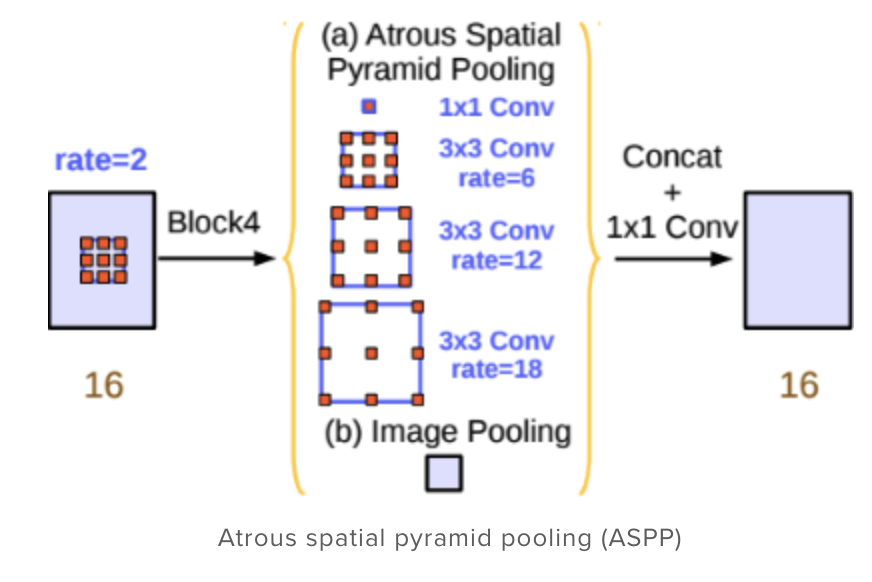 (a) Atrous Spatial
Pyramid Pooling
1x1 Conv
3x3 Conv
rate=6
3x3 Conv
rate=12
3x3 Conv
rate=18
(b) Image Pooling
rate=2
Block4
16
Concat
+
1x1 Conv
16
Atrous spatial pyramid pooling (ASPP)